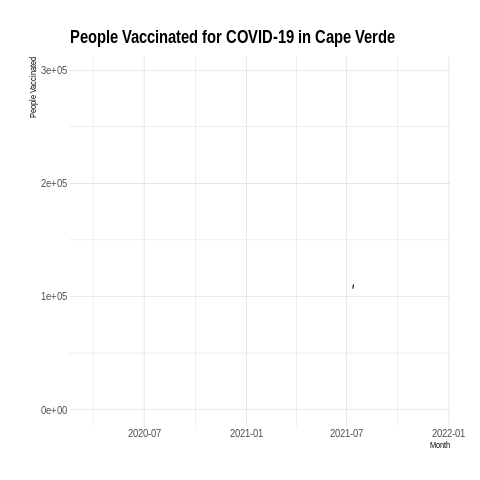 People Vaccinated for COVID-19 in Cape Verde
People Vaccinated
3e+05
2e+05
1e+05
0e+00
2020-07
2021-01
2021-07
2022-01
Month